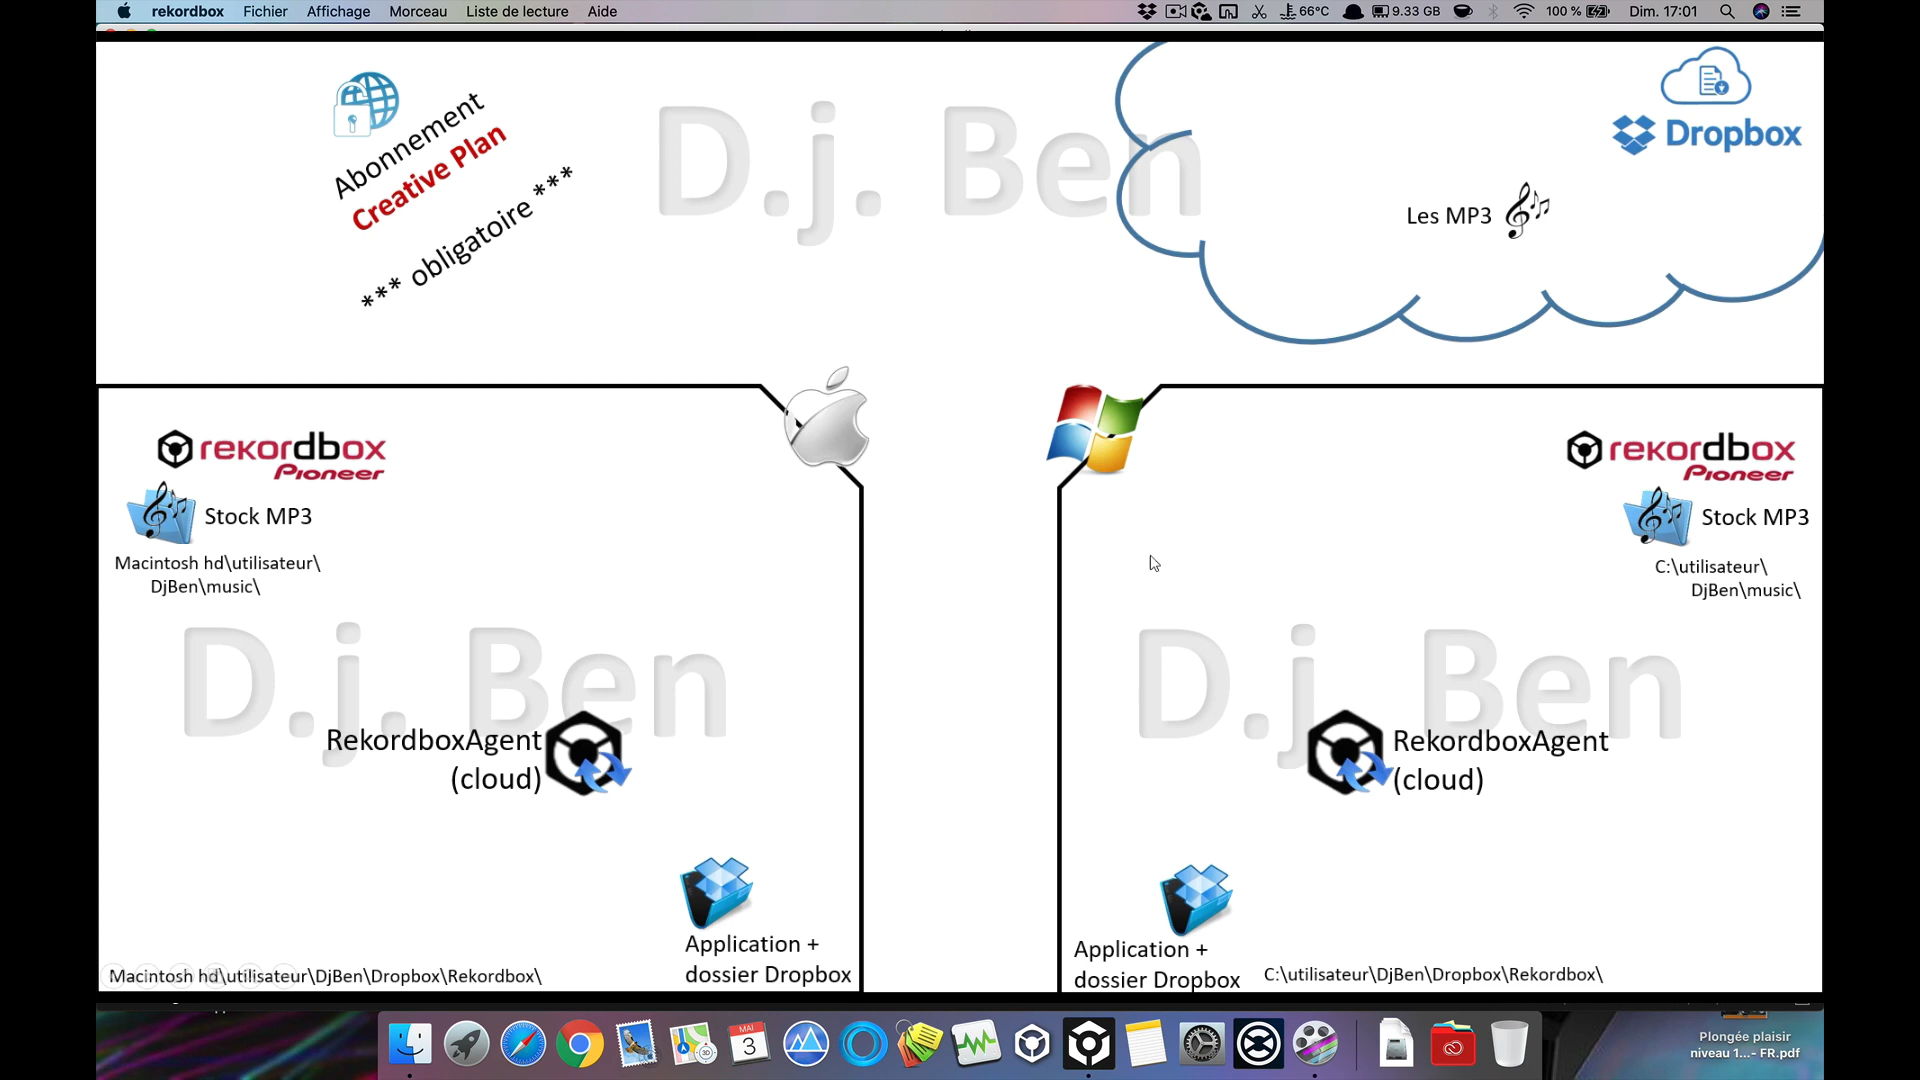 rekordbox Fichier Affichage Morceau Liste de lecture Aide 66°C 9.33 GB 100 % Dim. 17:01
Abonnement
Creative Plan
*** obligatoire ***
D.j. Ben
Dropbox
Les MP3
rekordbox
Pioneer
Stock MP3
Macintosh hd\utilisateur\
DjBen\music\
D.j. Ben
RekordboxAgent
(cloud)
Application +
dossier Dropbox
Macintosh hd\utilisateur\DjBen\Dropbox\Rekordbox\
rekordbox
Pioneer
Stock MP3
C:\utilisateur\
DjBen\music\
D.j. Ben
RekordboxAgent
(cloud)
Application +
dossier Dropbox
C:\utilisateur\DjBen\Dropbox\Rekordbox\
MAI
3
3D
Plongée plaisir
niveau 1...- FR.pdf